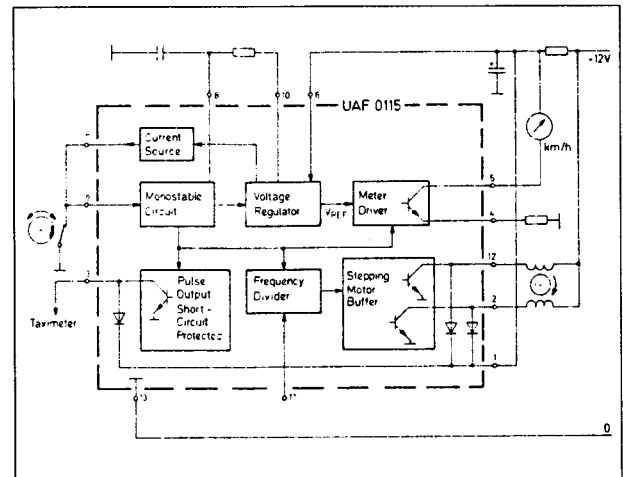 UAF 0115
+12V
8
10
6
Current
Source
km/h
Monostable
Circuit
Voltage
Regulator
VREF
Meter
Driver
5
4
3
Taximeter
Pulse
Output
Short-
Circuit
Protected
Frequency
Divider
Stepping
Motor
Buffer
12
2
1
13
11
0